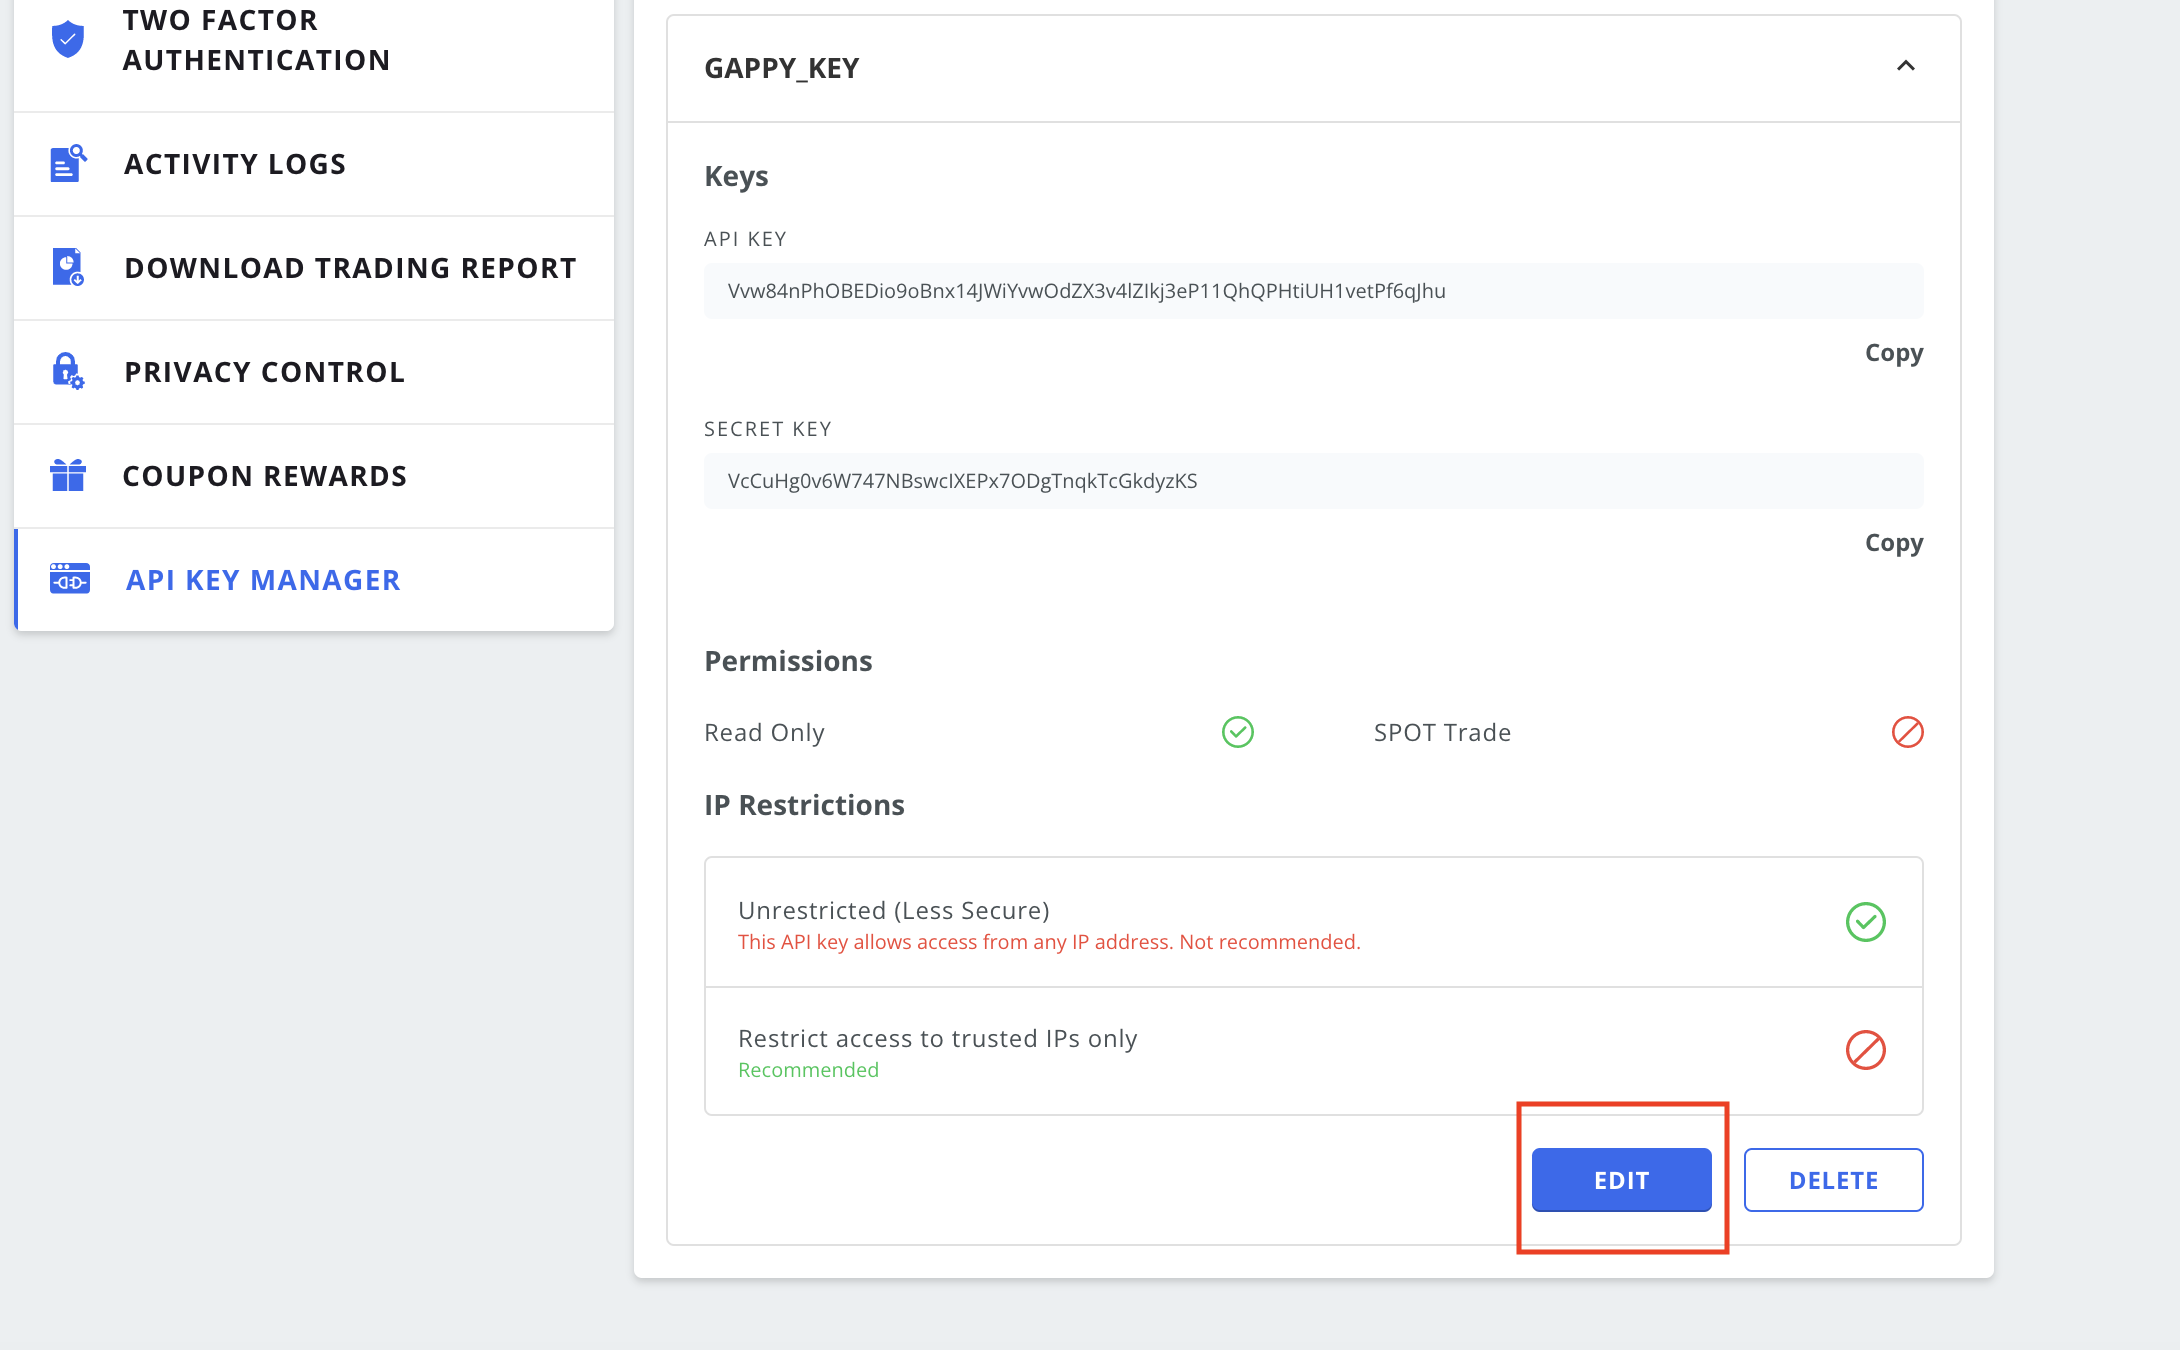 TWO FACTOR
AUTHENTICATION
ACTIVITY LOGS
DOWNLOAD TRADING REPORT
PRIVACY CONTROL
COUPON REWARDS
API KEY MANAGER
GAPPY_KEY
Keys
API KEY
Vvw84nPhOBEDio9oBnx14JWiYvwOdZX3v4lZIkj3eP11QhQPHtiUH1vetPf6qJhu
Copy
SECRET KEY
VcCuHg0v6W747NBswcIXEPx7ODgTnqkTcGkdyzKS
Copy
Permissions
Read Only
SPOT Trade
IP Restrictions
Unrestricted (Less Secure)
This API key allows access from any IP address. Not recommended.
Restrict access to trusted IPs only
Recommended
EDIT
DELETE